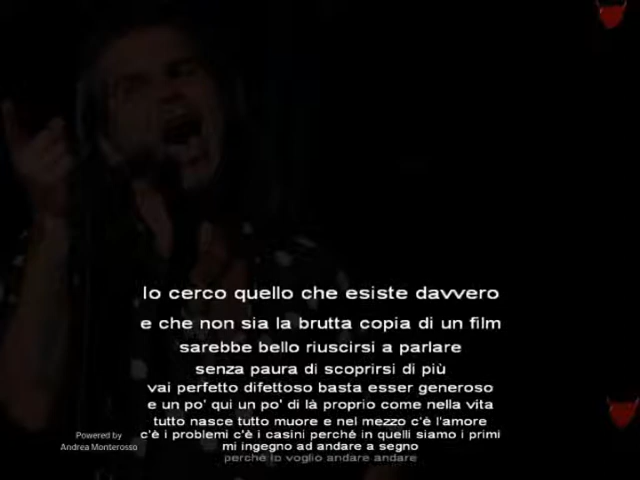 Io cerco quello che esiste davvero
e che non sia la brutta copia di un film
sarebbe bello riuscirsi a parlare
senza paura di scoprirsi di più
vai perfetto difettoso basta esser generoso
e un po' qui un po' di là proprio come nella vita
tutto nasce tutto muore e nel mezzo c'è l'amore
c'è i problemi c'è i casini perché in quelli siamo i primi
mi ingegno ad andare a segno
perché io voglio andare andare
Powered by
Andrea Monterosso